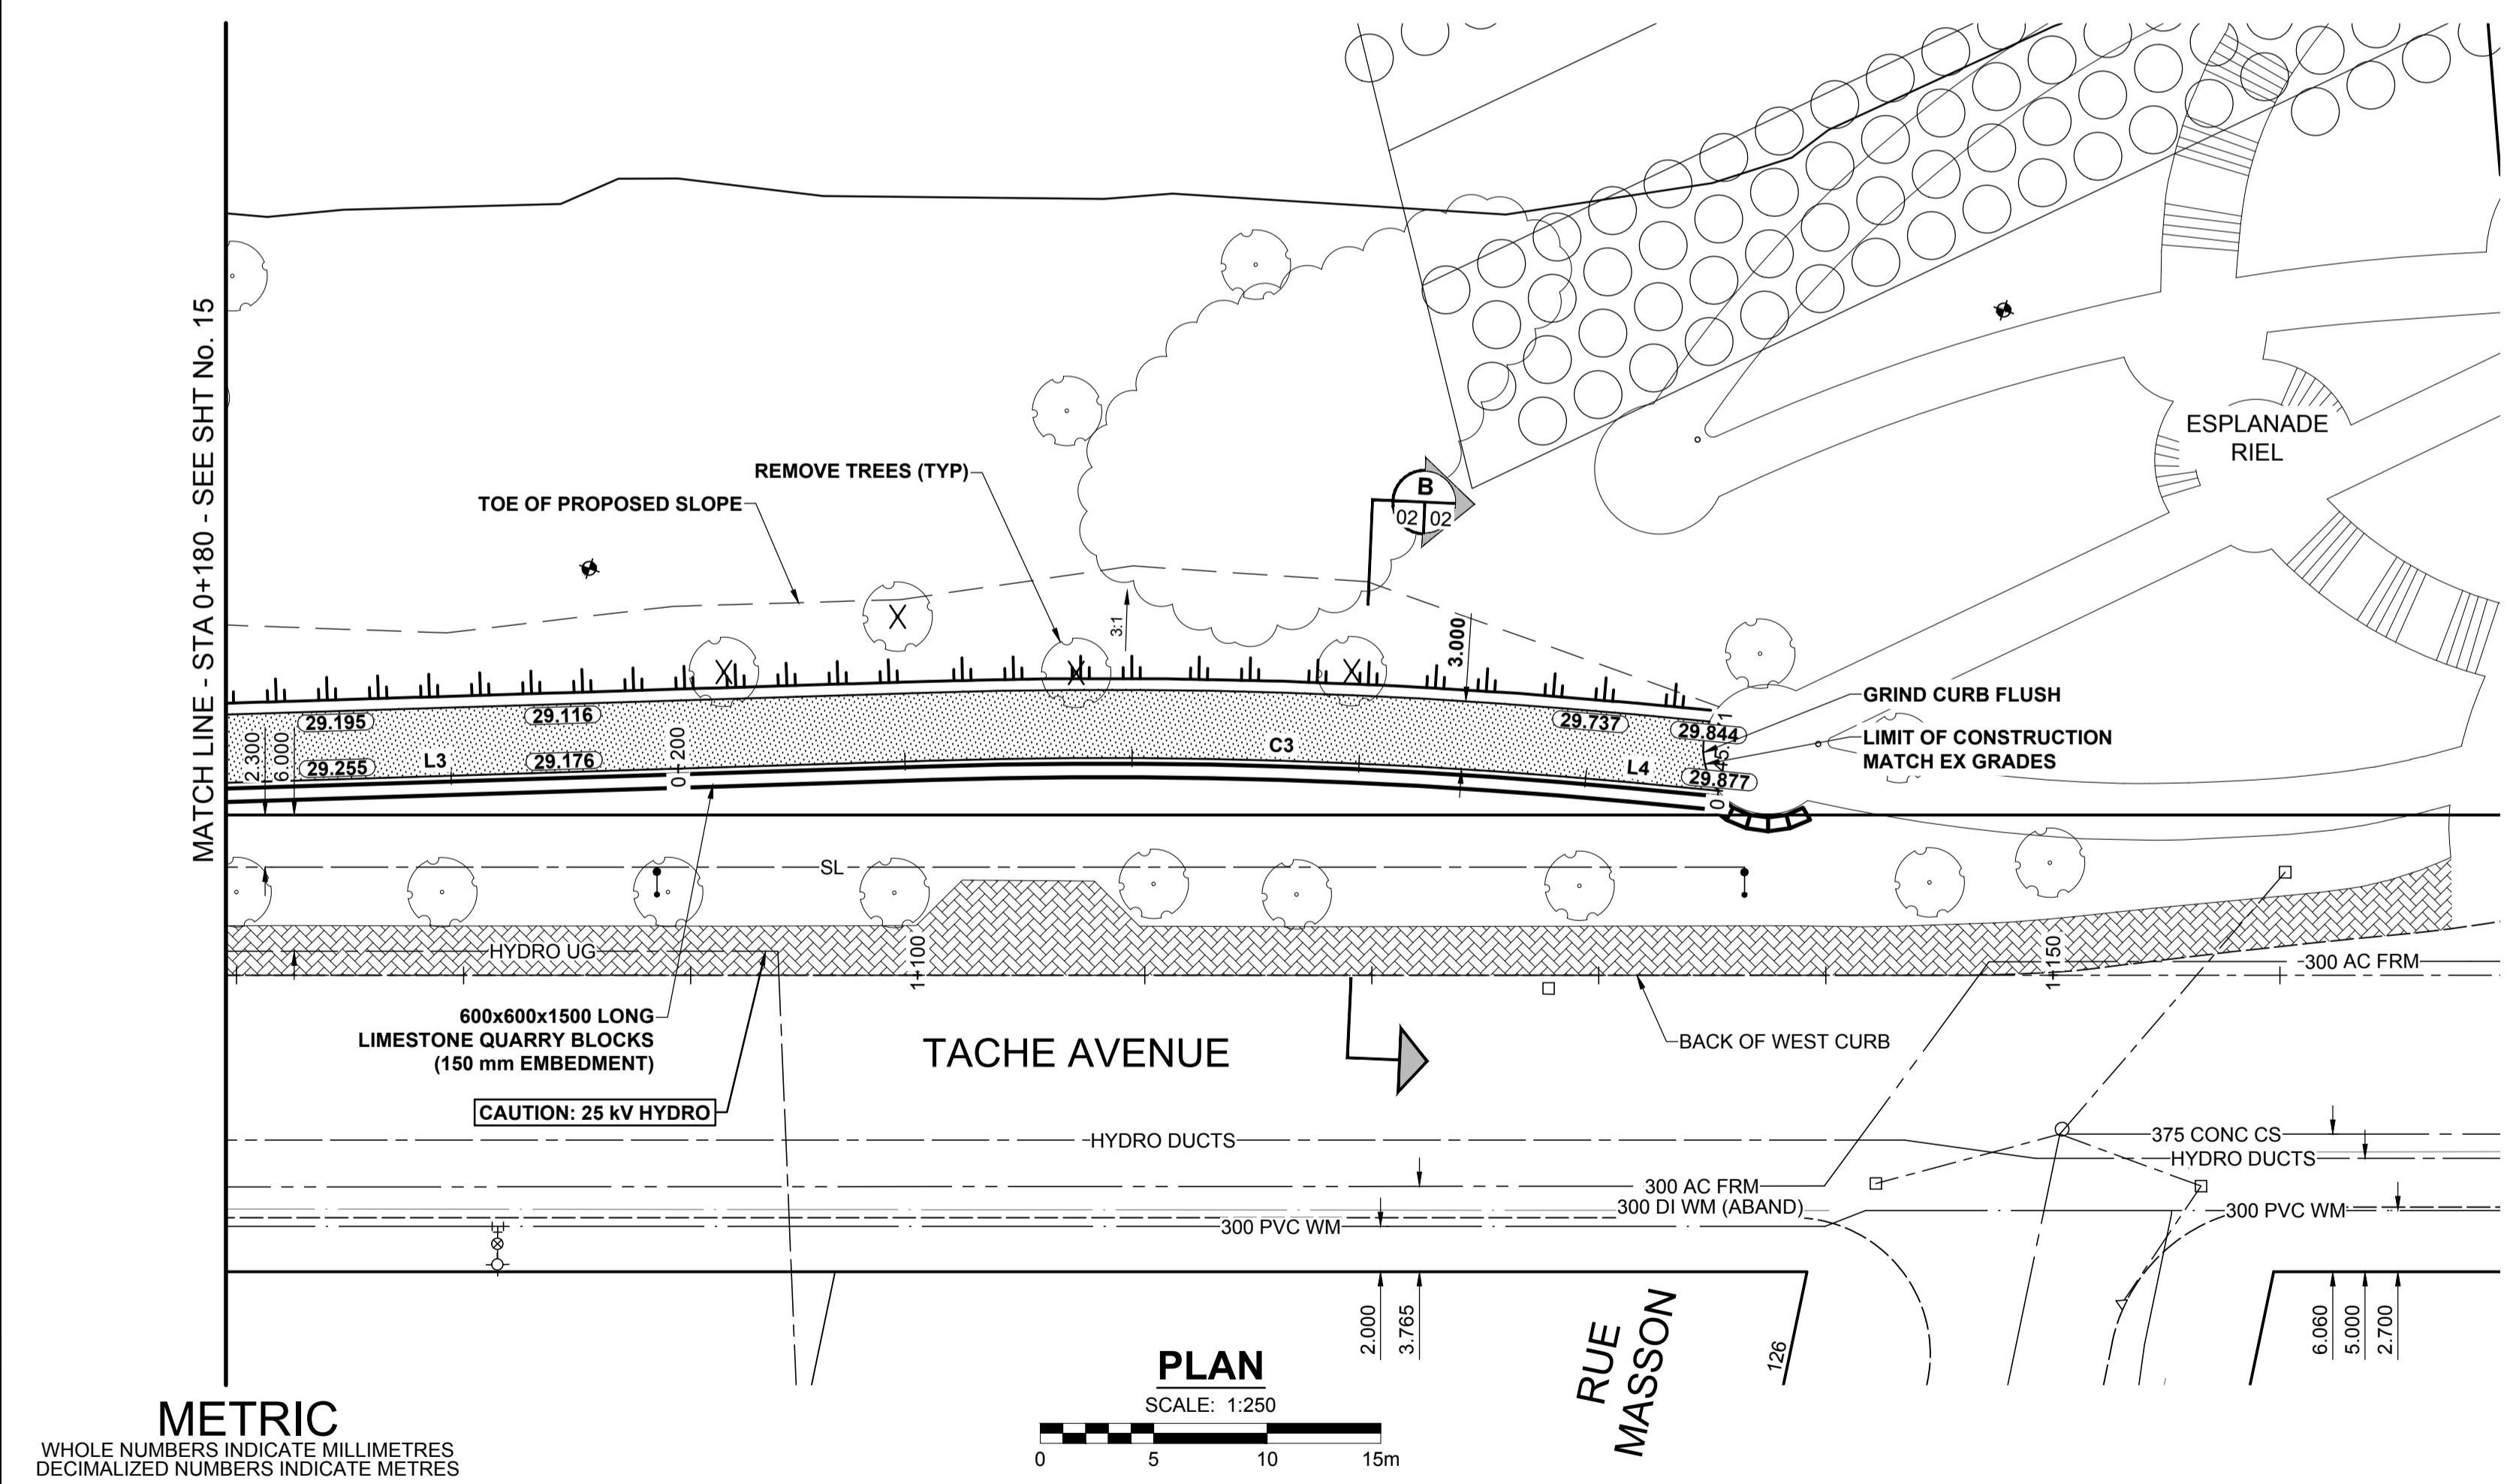 MATCH LINE - STA 0+180 - SEE SHT No. 15
ESPLANADE
RIEL
REMOVE TREES (TYP)
TOE OF PROPOSED SLOPE
B
02 02
3:1
3.000
GRIND CURB FLUSH
LIMIT OF CONSTRUCTION
MATCH EX GRADES
29.195
29.116
29.737
29.844
2.300
6.000
29.255
L3
29.176
0+200
C3
L4
29.877
SL
HYDRO UG
1+100
1+150
300 AC FRM
600x600x1500 LONG
LIMESTONE QUARRY BLOCKS
(150 mm EMBEDMENT)
TACHE AVENUE
BACK OF WEST CURB
CAUTION: 25 kV HYDRO
HYDRO DUCTS
375 CONC CS
HYDRO DUCTS
300 AC FRM
300 DI WM (ABAND)
300 PVC WM
300 PVC WM
2.000
3.765
RUE
MASSON
126
6.060
5.000
2.700
PLAN
SCALE: 1:250
0 5 10 15m
METRIC
WHOLE NUMBERS INDICATE MILLIMETRES
DECIMALIZED NUMBERS INDICATE METRES